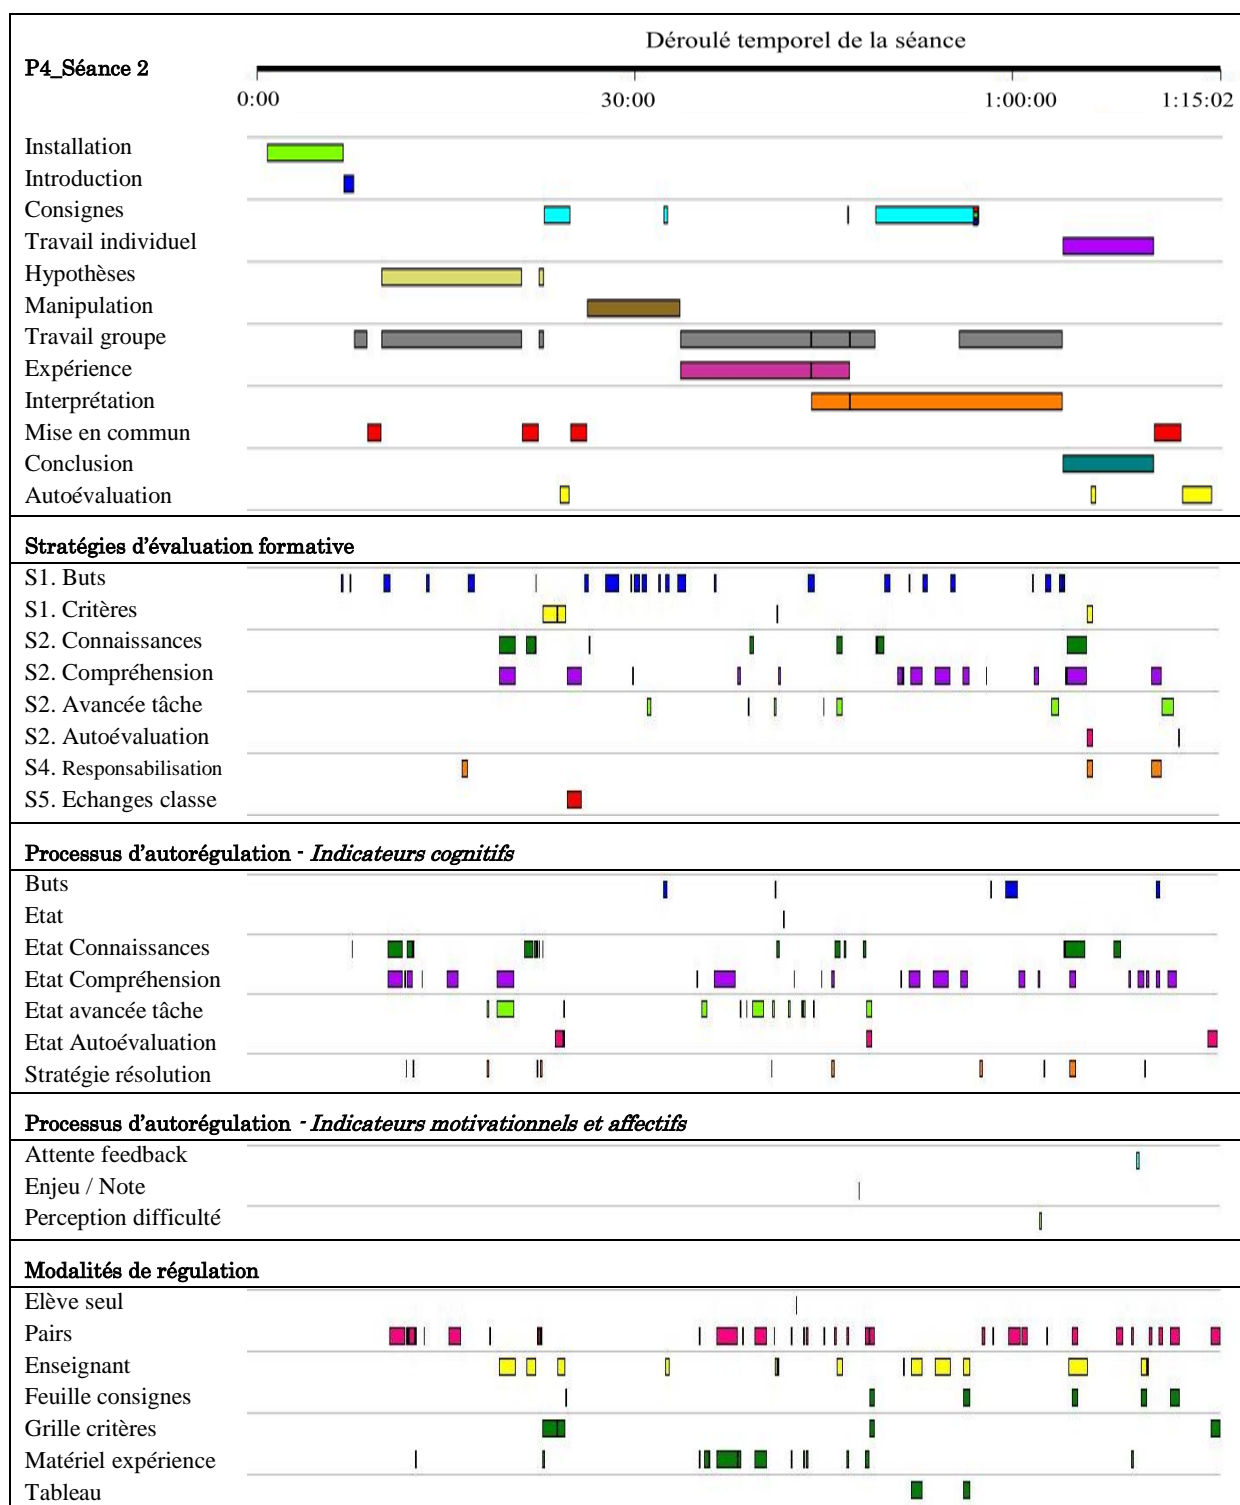 Déroulé temporel de la séance
P4_Séance 2
0:00 30:00 1:00:00 1:15:02
Installation
Introduction
Consignes
Travail individuel
Hypothèses
Manipulation
Travail groupe
Expérience
Interprétation
Mise en commun
Conclusion
Autoévaluation
Stratégies d'évaluation formative
S1. Buts
S1. Critères
S2. Connaissances
S2. Compréhension
S2. Avancée tâche
S2. Autoévaluation
S4. Responsabilisation
S5. Echanges classe
Processus d'autorégulation - Indicateurs cognitifs
Buts
Etat
Etat Connaissances
Etat Compréhension
Etat avancée tâche
Etat Autoévaluation
Stratégie résolution
Processus d'autorégulation - Indicateurs motivationnels et affectifs
Attente feedback
Enjeu / Note
Perception difficulté
Modalités de régulation
Elève seul
Pairs
Enseignant
Feuille consignes
Grille critères
Matériel expérience
Tableau